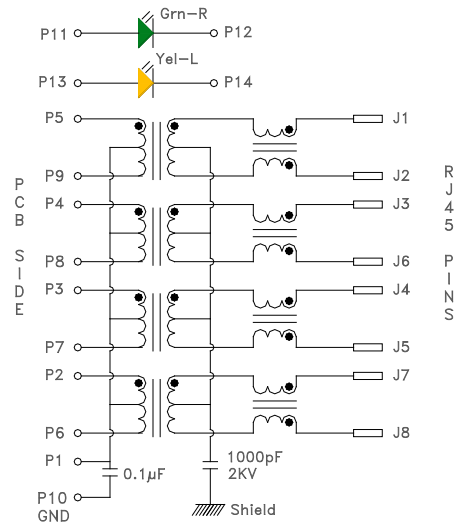 Grn-R
P11
P12
Yel-L
P13
P14
P5
J1
P9
J2
P4
J3
P8
J6
P3
J4
P7
J5
P2
J7
P6
J8
PCB SIDE
RJ45 PINS
P1
0.1µF
1000pF
2KV
P10
GND
Shield